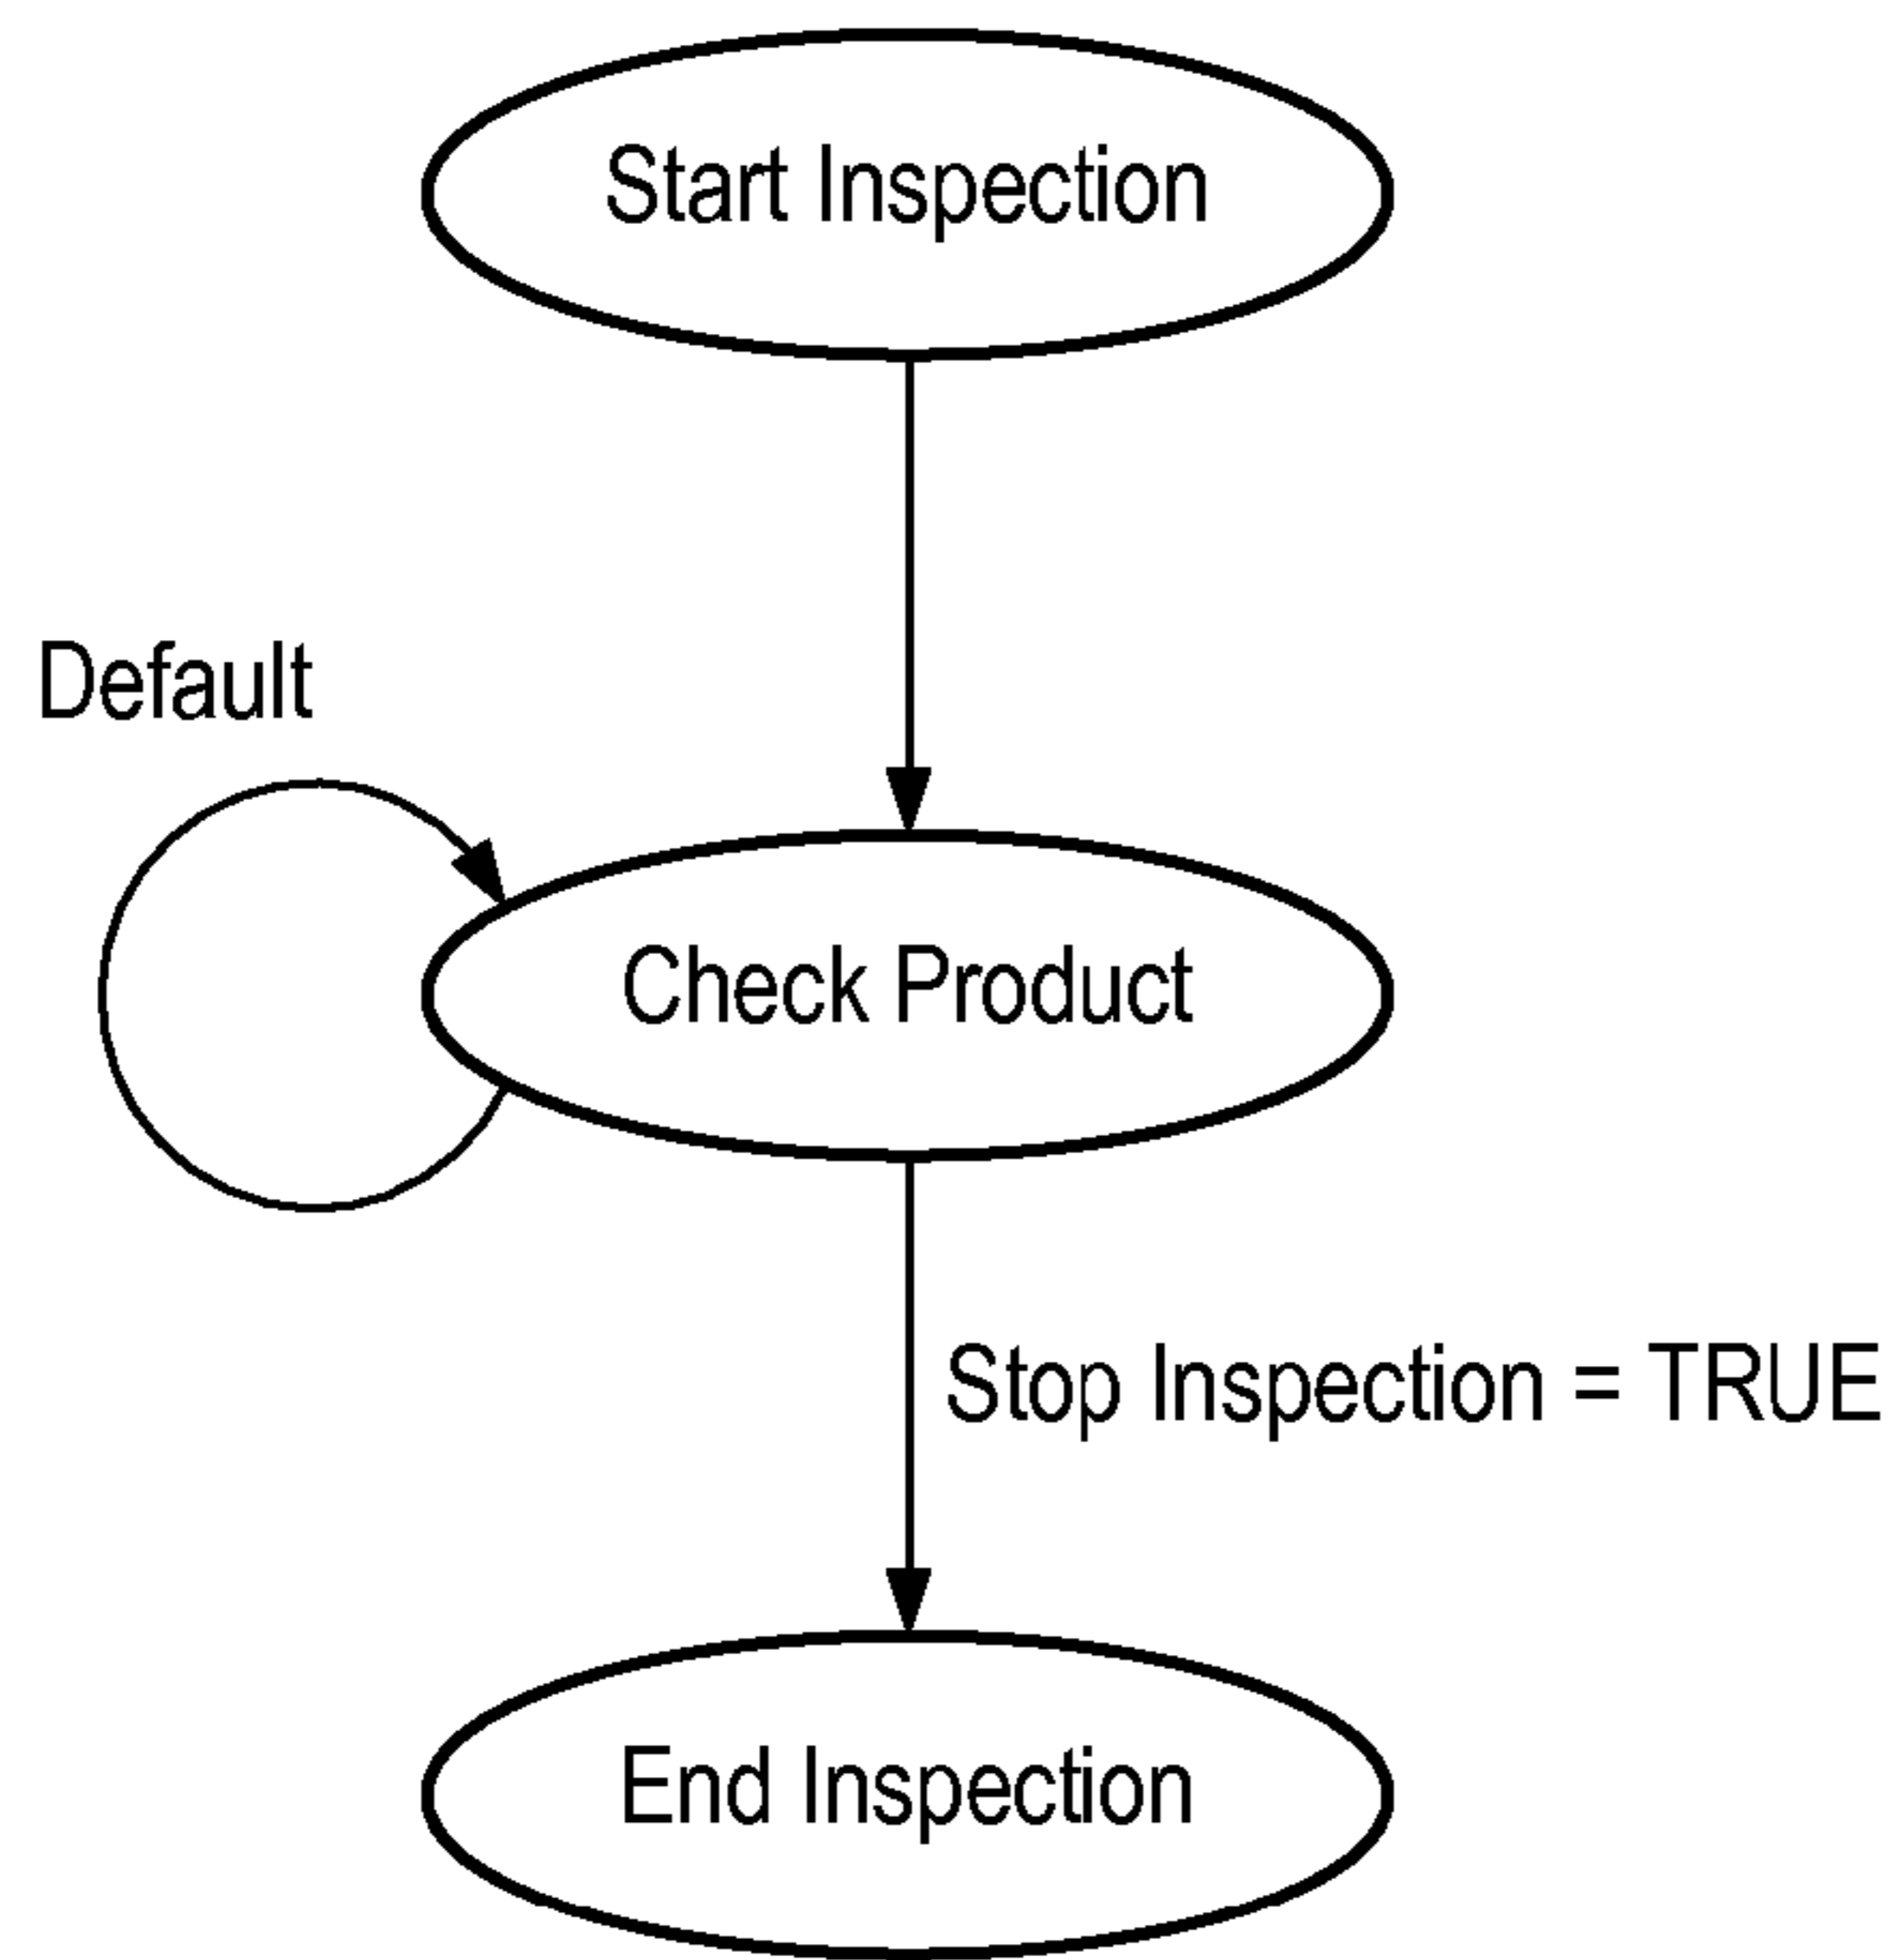 Start Inspection
Default
Check Product
Stop Inspection = TRUE
End Inspection